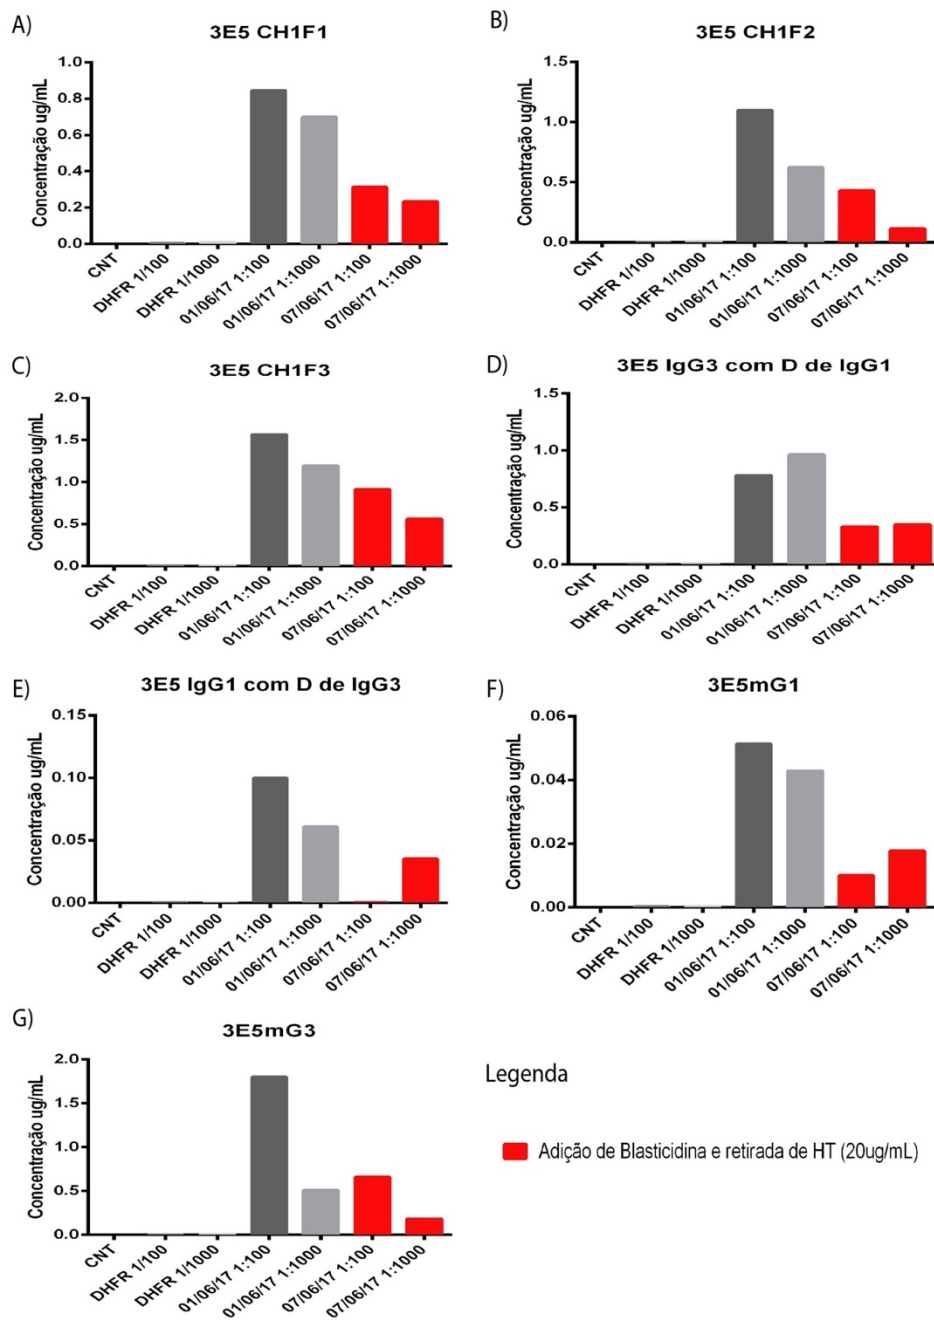 A)
3E5 CH1F1
Concentração ug/mL
1.0
0.8
0.6
0.4
0.2
0.0
CNT
DHFR 1/100
DHFR 1/1000
01/06/17 1:100
01/06/17 1:1000
07/06/17 1:100
07/06/17 1:1000
B)
3E5 CH1F2
Concentração ug/mL
1.5
1.0
0.5
0.0
CNT
DHFR 1/100
DHFR 1/1000
01/06/17 1:100
01/06/17 1:1000
07/06/17 1:100
07/06/17 1:1000
C)
3E5 CH1F3
Concentração ug/mL
2.0
1.5
1.0
0.5
0.0
CNT
DHFR 1/100
DHFR 1/1000
01/06/17 1:100
01/06/17 1:1000
07/06/17 1:100
07/06/17 1:1000
D)
3E5 IgG3 com D de IgG1
Concentração ug/mL
1.5
1.0
0.5
0.0
CNT
DHFR 1/100
DHFR 1/1000
01/06/17 1:100
01/06/17 1:1000
07/06/17 1:100
07/06/17 1:1000
E)
3E5 IgG1 com D de IgG3
Concentração ug/mL
0.15
0.10
0.05
0.00
CNT
DHFR 1/100
DHFR 1/1000
01/06/17 1:100
01/06/17 1:1000
07/06/17 1:100
07/06/17 1:1000
F)
3E5mG1
Concentração ug/mL
0.06
0.04
0.02
0.00
CNT
DHFR 1/100
DHFR 1/1000
01/06/17 1:100
01/06/17 1:1000
07/06/17 1:100
07/06/17 1:1000
G)
3E5mG3
Concentração ug/mL
2.0
1.5
1.0
0.5
0.0
CNT
DHFR 1/100
DHFR 1/1000
01/06/17 1:100
01/06/17 1:1000
07/06/17 1:100
07/06/17 1:1000
Legenda
Adição de Blasticidina e retirada de HT (20ug/mL)